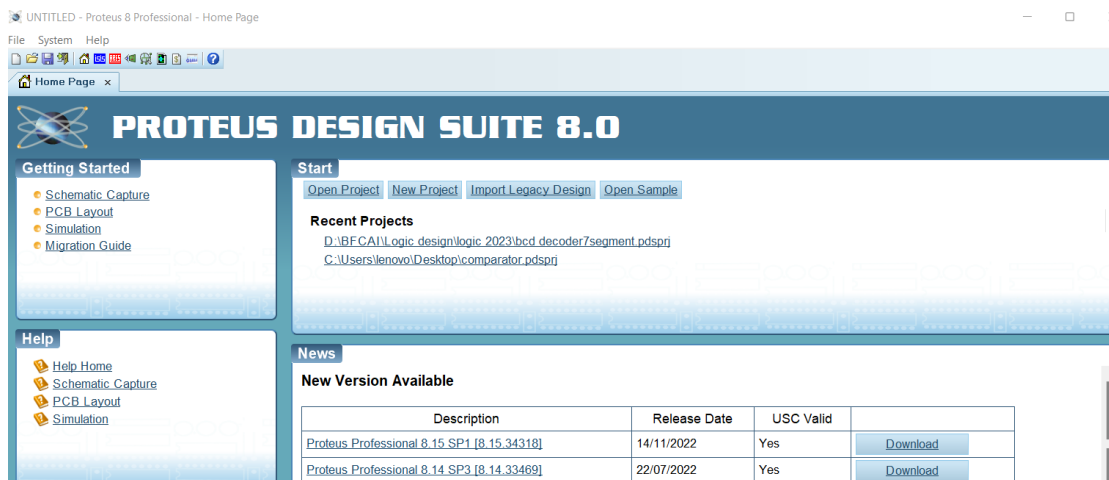 UNTITLED - Proteus 8 Professional - Home Page
File System Help
Home Page x
PROTEUS DESIGN SUITE 8.0
Getting Started
Schematic Capture
PCB Layout
Simulation
Migration Guide
Start
Open Project New Project Import Legacy Design Open Sample
Recent Projects
D:\BFCAI\Logic design\logic 2023\bcd decoder7segment.pdsprj
C:\Users\lenovo\Desktop\comparator.pdsprj
Help
Help Home
Schematic Capture
PCB Layout
Simulation
News
New Version Available
Description Release Date USC Valid
Proteus Professional 8.15 SP1 [8.15.34318] 14/11/2022 Yes Download
Proteus Professional 8.14 SP3 [8.14.33469] 22/07/2022 Yes Download